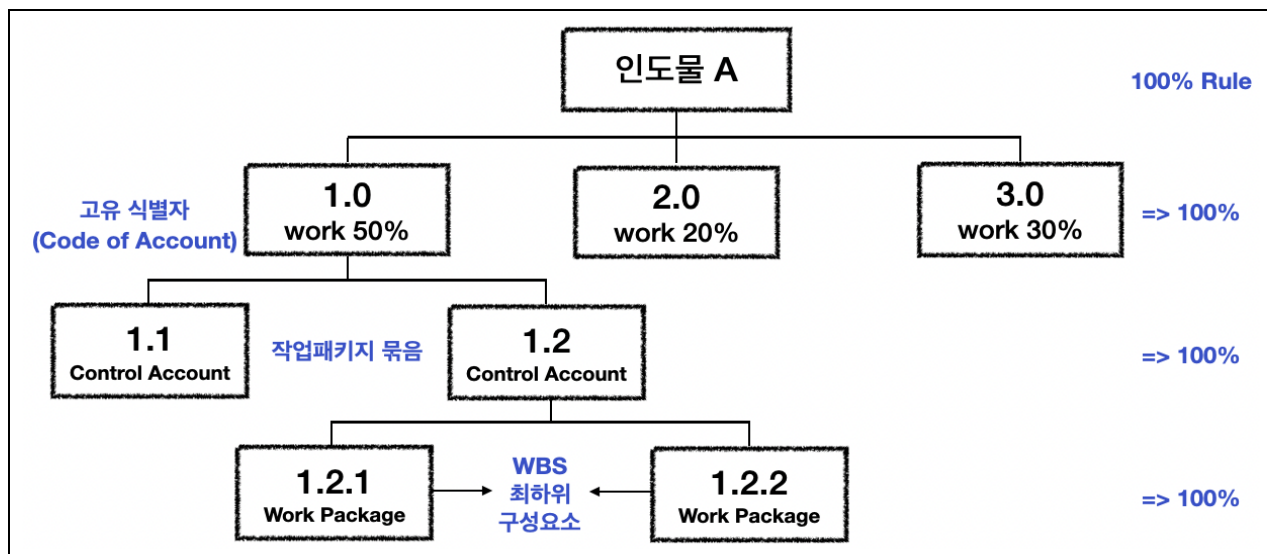 인도물 A
100% Rule
1.0
work 50%
2.0
work 20%
3.0
work 30%
=> 100%
고유 식별자
(Code of Account)
1.1
Control Account
작업패키지 묶음
1.2
Control Account
=> 100%
1.2.1
Work Package
WBS
최하위
구성요소
1.2.2
Work Package
=> 100%